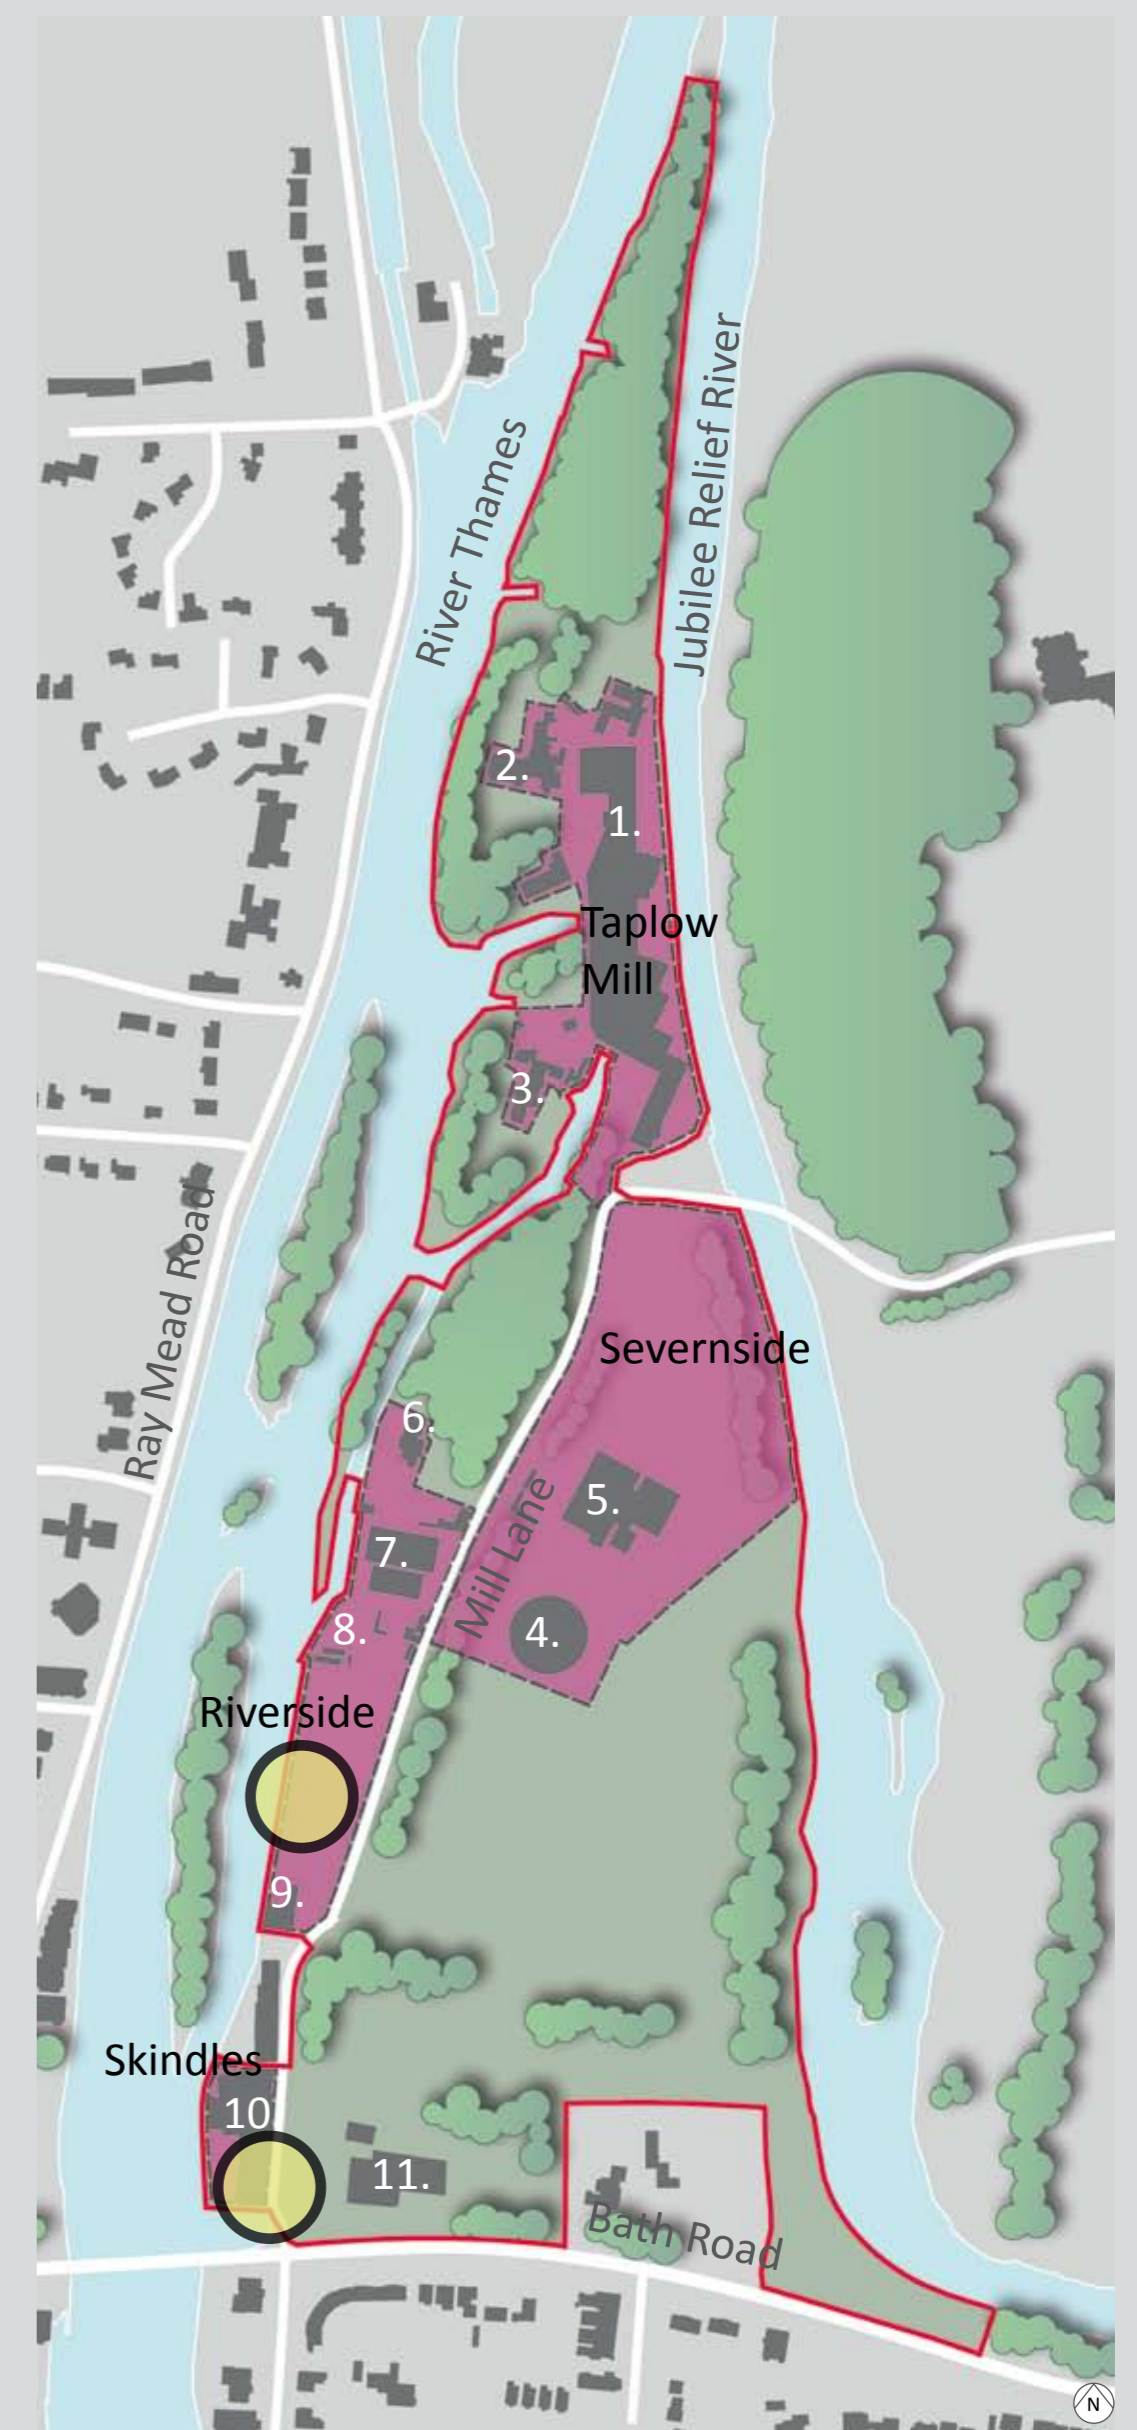 River Thames
Jubilee Relief River
2.
1.
Taplow
Mill
3.
Ray Mead Road
Severnside
6.
5.
7.
Mill Lane
8.
4.
Riverside
9.
Skindles
10
11.
Bath Road
N